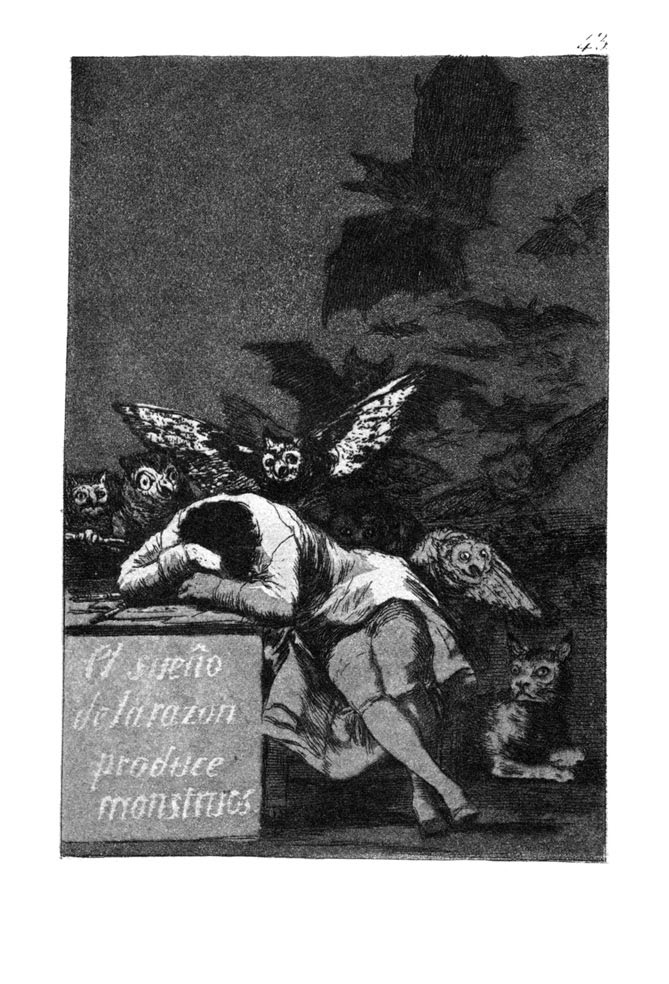 43.
El sueño
de la razon
produce
monstruos